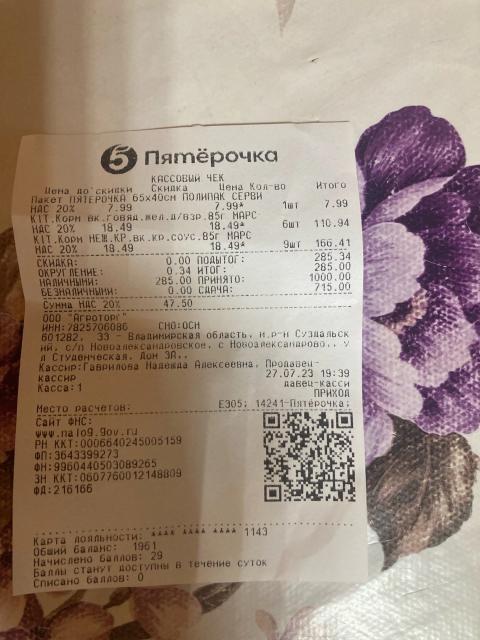 5 Пятёрочка
КАССОВЫЙ ЧЕК
Цена до скидки Скидка Цена Кол-во Итого
Пакет ПЯТЕРОЧКА 65х40см ПОЛИПАК СЕРВИ
НДС 20% 7.99 7.99* 1шт 7.99
KIT.Корм вк.говяд.жел.д/взр.85г МАРС
НДС 20% 18.49 18.49* 6шт 110.94
KIT.Корм НЕЖ.КР.вк.кр.СОУС.85г МАРС
НДС 20% 18.49 18.49* 9шт 166.41
СКИДКА: 0.00 ПОДЫТОГ: 285.34
ОКРУГЛЕНИЕ: 0.34 ИТОГ: 285.00
НАЛИЧНЫМИ: 285.00 ПРИНЯТО: 1000.00
БЕЗНАЛИЧНЫМИ: 0.00 СДАЧА: 715.00
Сумма НДС 20% 47.50
ООО "Агроторг"
ИНН:7825706086 СНО:ОСН
601282, 33 - Владимирская область, м.р-н Суздальск
ий, с/п Новоалександровское, с Новоалександрово,, у
л Студенческая, Дом 3А,,
Кассир:Гаврилова Надежда Алексеевна, Продавец-
кассир 27.07.23 19:39
Касса:1 давец-касси
ПРИХОД
Место расчетов: E305; 14241-Пятёрочка;
Сайт ФНС:
www.nalog.gov.ru
РН ККТ:0006640245005159
ФП:3643399273
ФН:9960440503089265
ЗН ККТ:0607760012148809
ФД:216166
Карта лояльности: **** **** **** 1143
Общий баланс: 1961
Начислено баллов: 29
Баллы станут доступны в течение суток
Списано баллов: 0